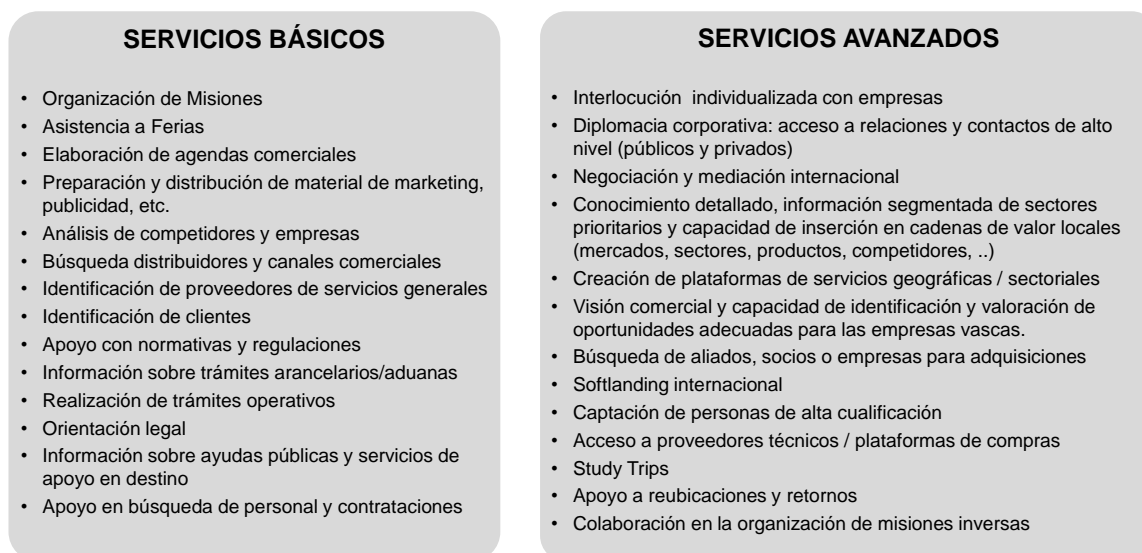 SERVICIOS BÁSICOS
• Organización de Misiones
• Asistencia a Ferias
• Elaboración de agendas comerciales
• Preparación y distribución de material de marketing,
publicidad, etc.
• Análisis de competidores y empresas
• Búsqueda distribuidores y canales comerciales
• Identificación de proveedores de servicios generales
• Identificación de clientes
• Apoyo con normativas y regulaciones
• Información sobre trámites arancelarios/aduanas
• Realización de trámites operativos
• Orientación legal
• Información sobre ayudas públicas y servicios de
apoyo en destino
• Apoyo en búsqueda de personal y contrataciones
SERVICIOS AVANZADOS
• Interlocución individualizada con empresas
• Diplomacia corporativa: acceso a relaciones y contactos de alto
nivel (públicos y privados)
• Negociación y mediación internacional
• Conocimiento detallado, información segmentada de sectores
prioritarios y capacidad de inserción en cadenas de valor locales
(mercados, sectores, productos, competidores, ..)
• Creación de plataformas de servicios geográficas / sectoriales
• Visión comercial y capacidad de identificación y valoración de
oportunidades adecuadas para las empresas vascas.
• Búsqueda de aliados, socios o empresas para adquisiciones
• Softlanding internacional
• Captación de personas de alta cualificación
• Acceso a proveedores técnicos / plataformas de compras
• Study Trips
• Apoyo a reubicaciones y retornos
• Colaboración en la organización de misiones inversas